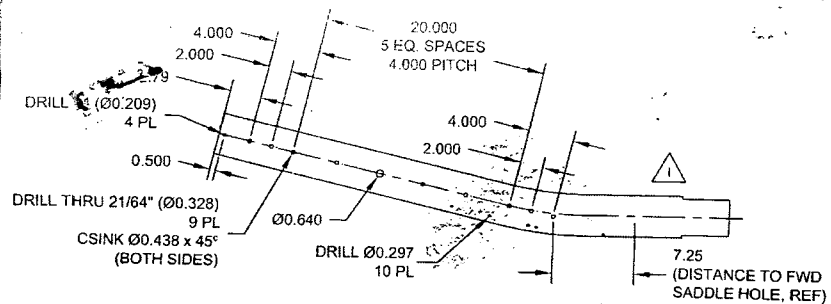 4.000
2.000
20.000
5 EQ. SPACES
4.000 PITCH
DRILL (Ø0.209)
4 PL
0.500
4.000
2.000
1
DRILL THRU 21/64" (Ø0.328)
9 PL
CSINK Ø0.438 x 45°
(BOTH SIDES)
Ø0.640
DRILL Ø0.297
10 PL
7.25
(DISTANCE TO FWD
SADDLE HOLE, REF)